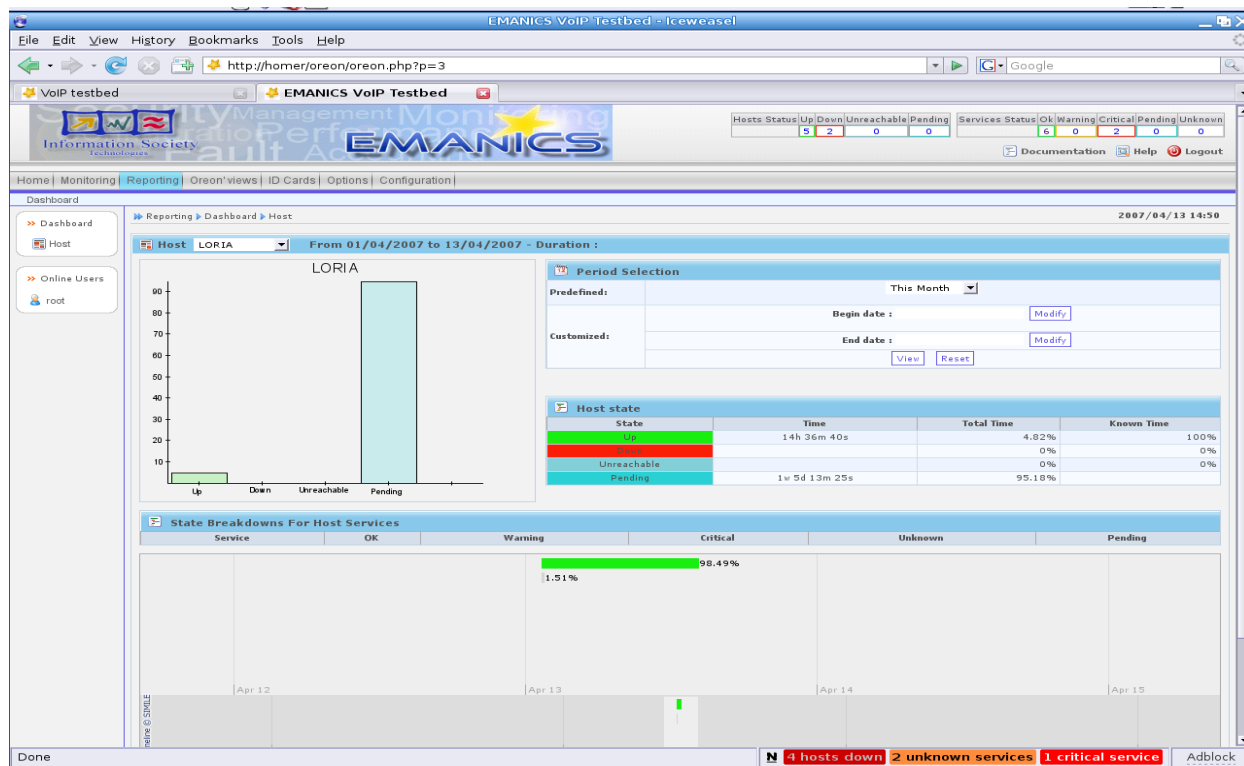 EMANICS VoIP Testbed - Iceweasel
File Edit View History Bookmarks Tools Help
http://homer/oreon/oreon.php?p=3
Google
VoIP testbed
EMANICS VoIP Testbed
Information Society
Technologies
Management
Fault
EMANICS
Hosts Status Up Down Unreachable Pending
5 2 0 0
Services Status Ok Warning Critical Pending Unknown
6 0 2 0 0
Documentation Help Logout
Home Monitoring Reporting Oreon'views ID Cards Options Configuration
Dashboard
Dashboard
Host
Online Users
root
Reporting Dashboard Host
2007/04/13 14:50
Host LORIA From 01/04/2007 to 13/04/2007 - Duration :
LORIA
90
80
70
60
50
40
30
20
10
Up Down Unreachable Pending
Period Selection
Predefined: This Month
Customized:
Begin date : Modify
End date : Modify
View Reset
Host state
State Time Total Time Known Time
Up 14h 36m 40s 4.82% 100%
Down 0% 0%
Unreachable 0% 0%
Pending 1w 5d 13m 25s 95.18%
State Breakdowns For Host Services
Service OK Warning Critical Unknown Pending
98.49%
1.51%
Apr 12 Apr 13 Apr 14 Apr 15
© SIMILE
Done
N 4 hosts down 2 unknown services 1 critical service Adblock